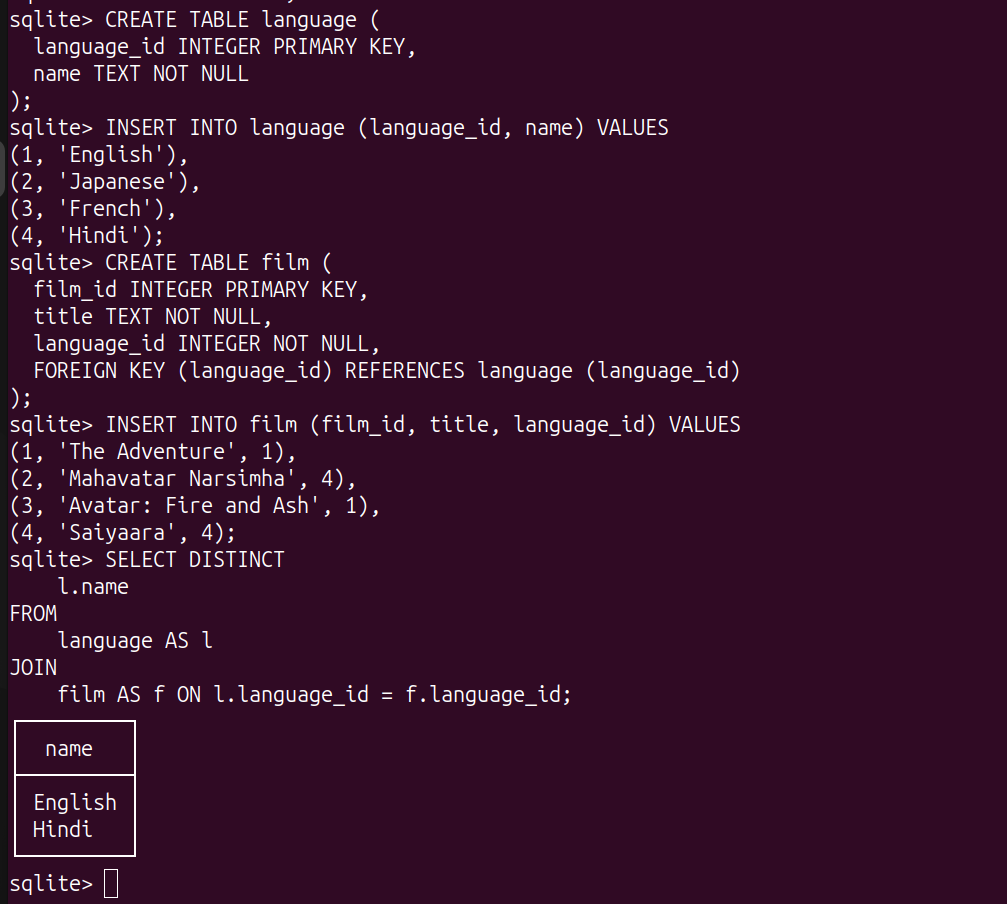 sqlite> CREATE TABLE language (
  language_id INTEGER PRIMARY KEY,
  name TEXT NOT NULL
);
sqlite> INSERT INTO language (language_id, name) VALUES
(1, 'English'),
(2, 'Japanese'),
(3, 'French'),
(4, 'Hindi');
sqlite> CREATE TABLE film (
  film_id INTEGER PRIMARY KEY,
  title TEXT NOT NULL,
  language_id INTEGER NOT NULL,
  FOREIGN KEY (language_id) REFERENCES language (language_id)
);
sqlite> INSERT INTO film (film_id, title, language_id) VALUES
(1, 'The Adventure', 1),
(2, 'Mahavatar Narsimha', 4),
(3, 'Avatar: Fire and Ash', 1),
(4, 'Saiyaara', 4);
sqlite> SELECT DISTINCT
    l.name
FROM
    language AS l
JOIN
    film AS f ON l.language_id = f.language_id;
name
English
Hindi
sqlite>